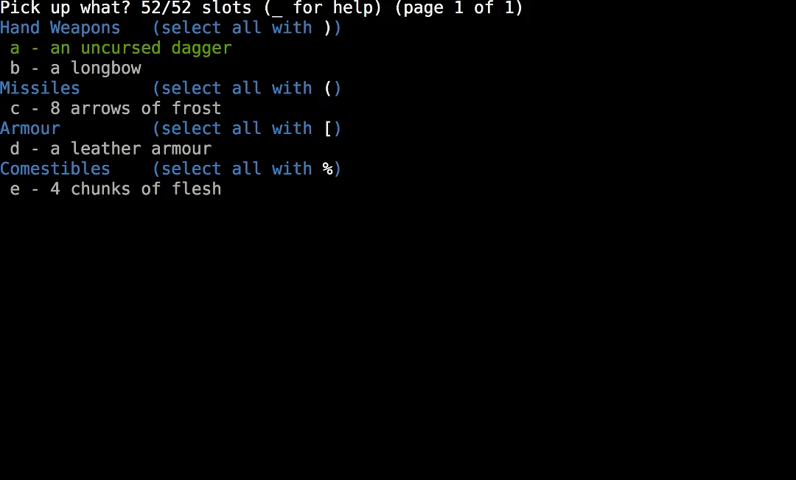 Pick up what? 52/52 slots (_ for help) (page 1 of 1)
Hand Weapons   (select all with ))
a - an uncursed dagger
b - a longbow
Missiles       (select all with ()
c - 8 arrows of frost
Armour         (select all with [)
d - a leather armour
Comestibles    (select all with %)
e - 4 chunks of flesh